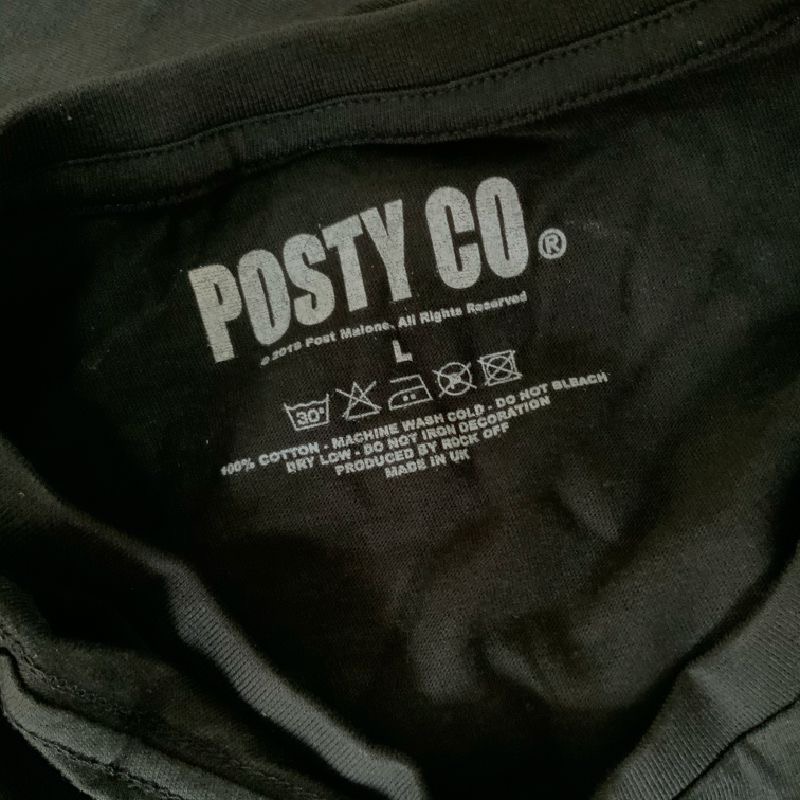 POSTY CO®
© 2018 Post Malone. All Rights Reserved
L
30°
100% COTTON - MACHINE WASH COLD - DO NOT BLEACH
DRY LOW - DO NOT IRON DECORATION
PRODUCED BY ROCK OFF
MADE IN UK